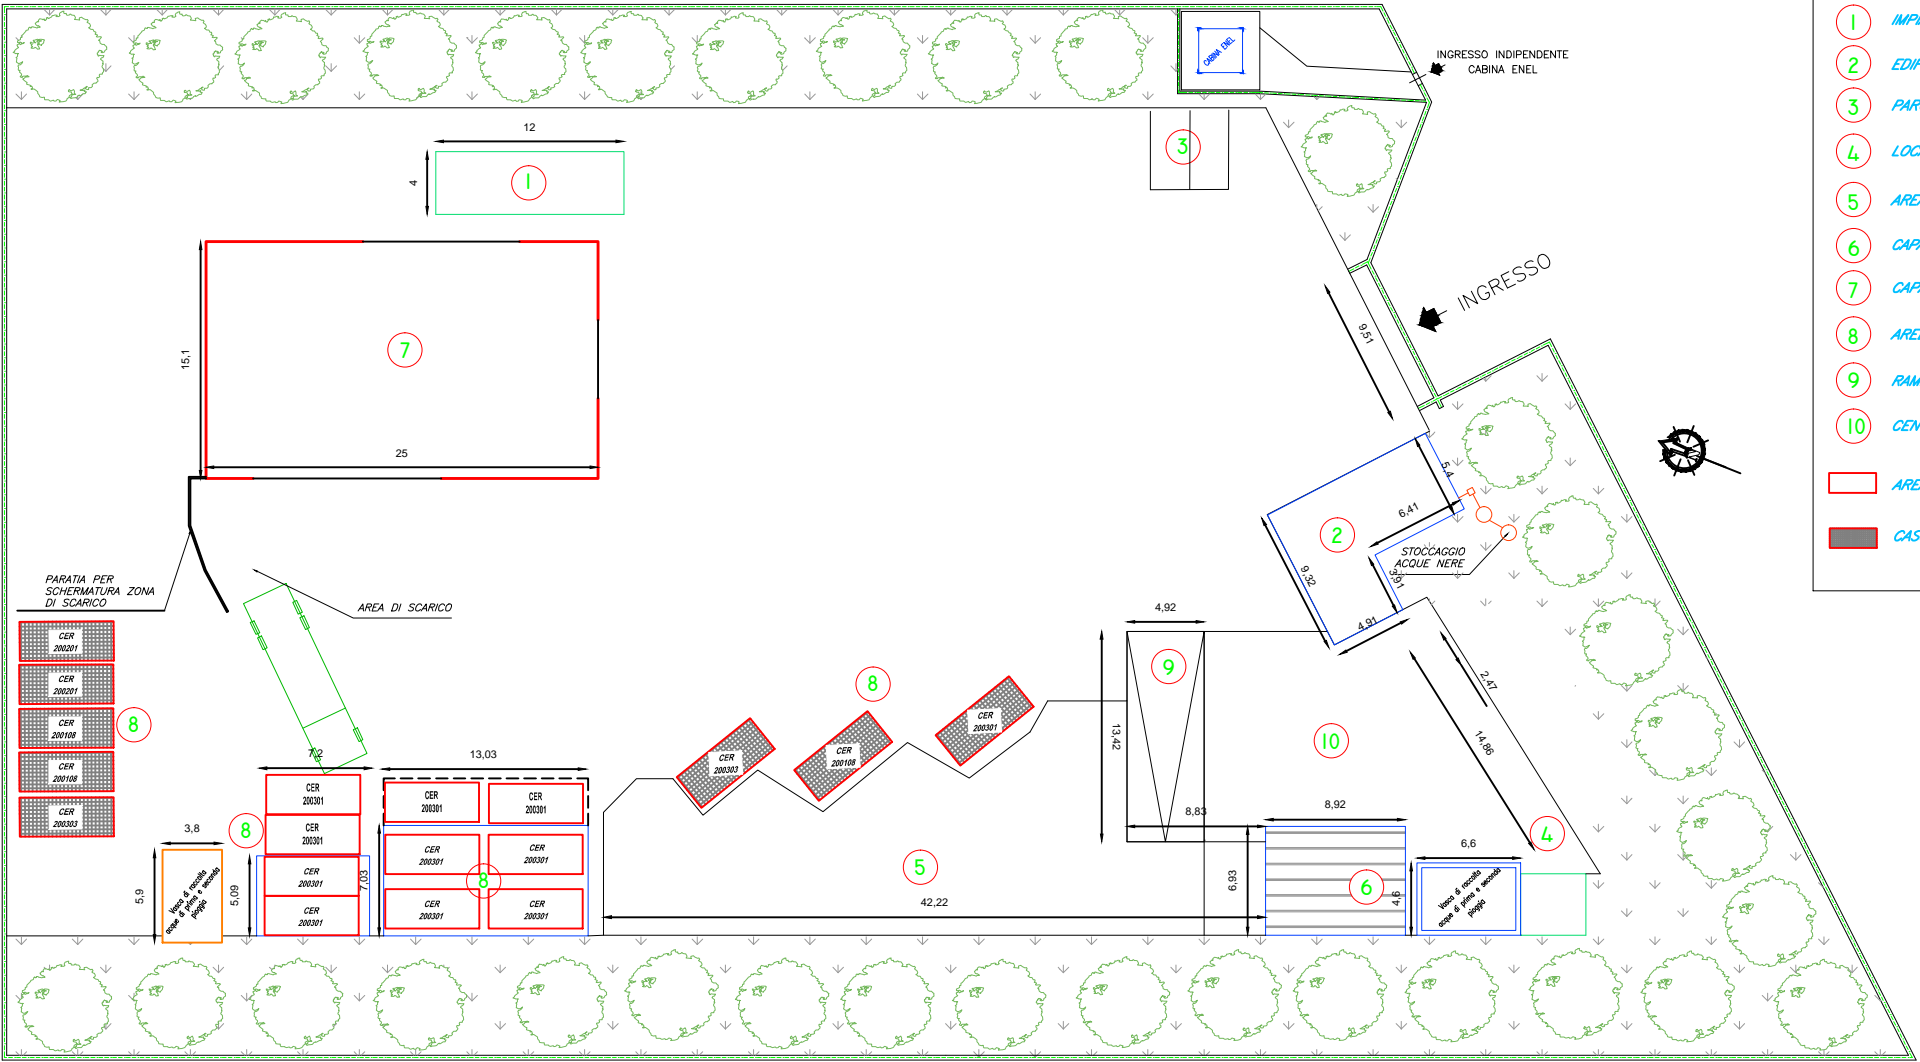 CABINA ENEL
INGRESSO INDIPENDENTE
CABINA ENEL
12
4
1
3
15,1
7
25
INGRESSO
9,51
5,4
6,41
2
9,32
3,91
4,91
STOCCAGGIO
ACQUE NERE
PARATIA PER
SCHERMATURA ZONA
DI SCARICO
AREA DI SCARICO
CER
200201
CER
200201
CER
200108
CER
200108
CER
200303
8
7,2
13,03
CER
200301
CER
200301
CER
200301
CER
200301
8
3,8
5,9
5,09
7,03
Vasca di raccolta
acque di prima e seconda
pioggia
CER
200301
CER
200301
CER
200301
CER
200301
CER
200301
CER
200301
8
CER
200303
CER
200108
CER
200301
8
5
42,22
4,92
9
13,42
8,83
10
2,47
14,86
8,92
6,93
6
4,6
6,6
4
Vasca di raccolta
acque di prima e seconda
pioggia
1
2
3
4
5
6
7
8
9
10